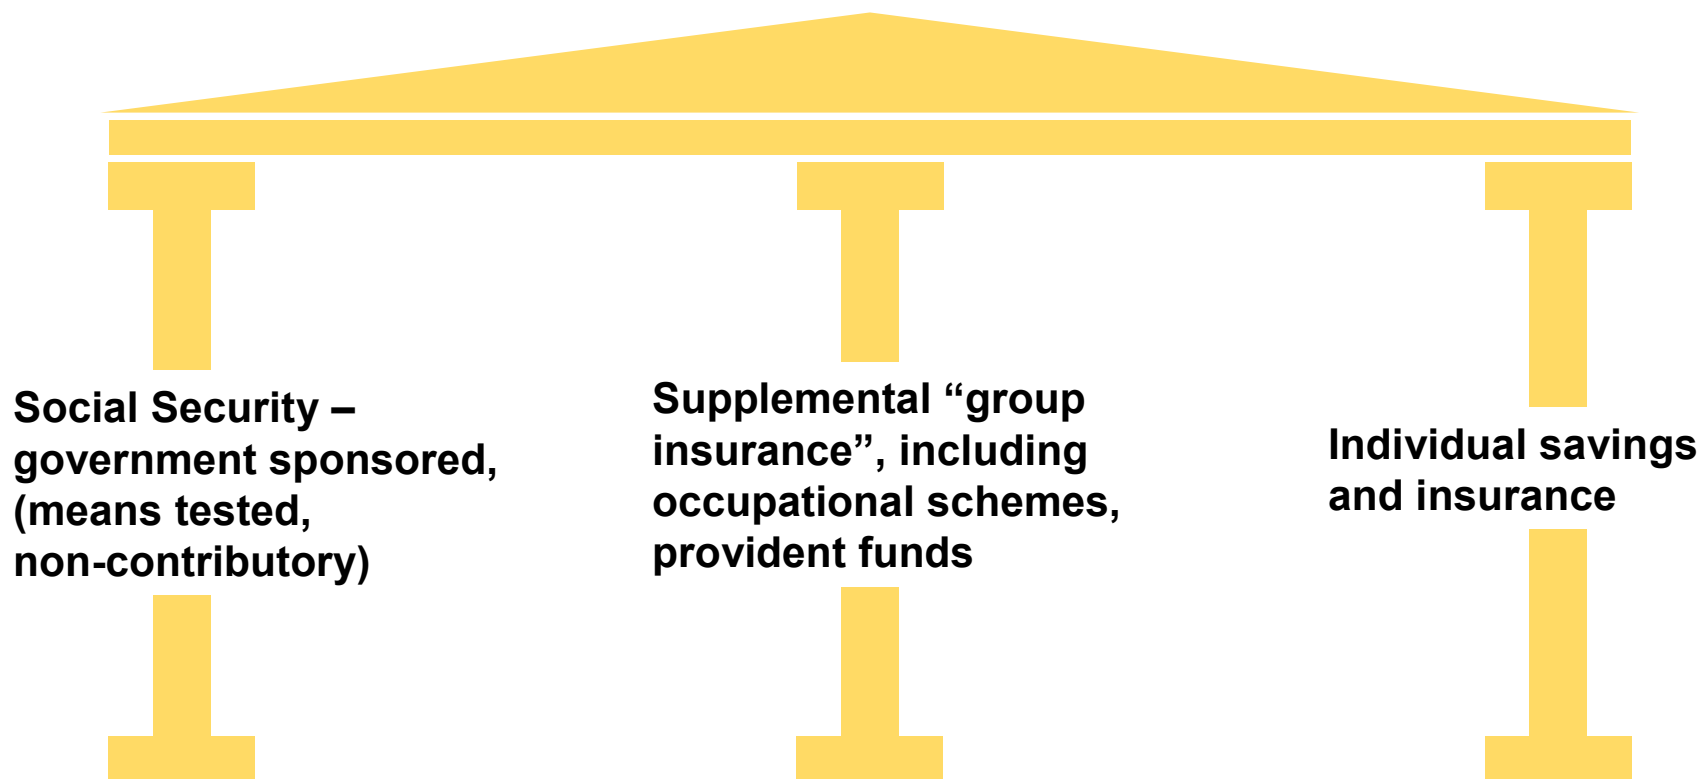 Social Security –
government sponsored,
(means tested,
non-contributory)
Supplemental “group
insurance”, including
occupational schemes,
provident funds
Individual savings
and insurance